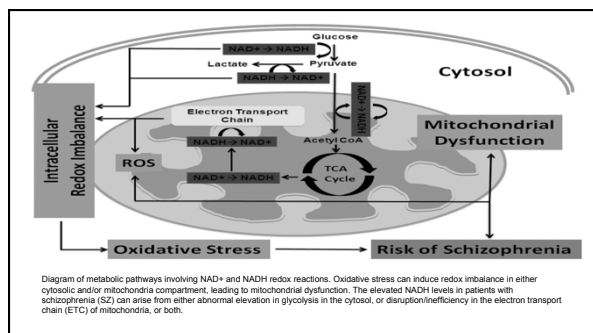 Glucose
NAD+ → NADH
Lactate
Pyruvate
NADH → NAD+
Cytosol
NAD+→NADH
Electron Transport
Chain
Intracellular
Redox Imbalance
NADH→NAD+
Acetyl CoA
Mitochondrial
Dysfunction
ROS
NAD+→NADH
TCA
Cycle
Oxidative Stress
Risk of Schizophrenia
Diagram of metabolic pathways involving NAD+ and NADH redox reactions. Oxidative stress can induce redox imbalance in either
cytosolic and/or mitochondria compartment, leading to mitochondrial dysfunction. The elevated NADH levels in patients with
schizophrenia (SZ) can arise from either abnormal elevation in glycolysis in the cytosol, or disruption/inefficiency in the electron transport
chain (ETC) of mitochondria, or both.